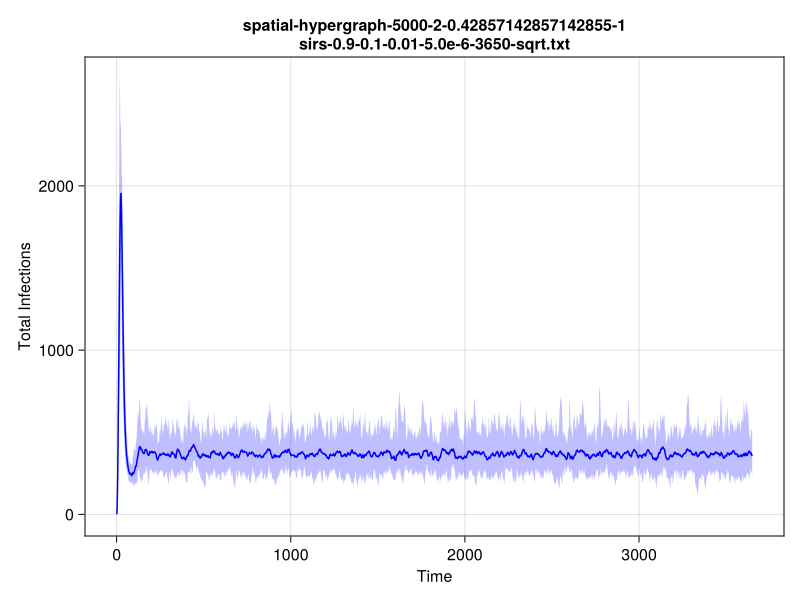 spatial-hypergraph-5000-2-0.42857142857142855-1
sirs-0.9-0.1-0.01-5.0e-6-3650-sqrt.txt
Total Infections
2000
1000
0
0
1000
2000
3000
Time